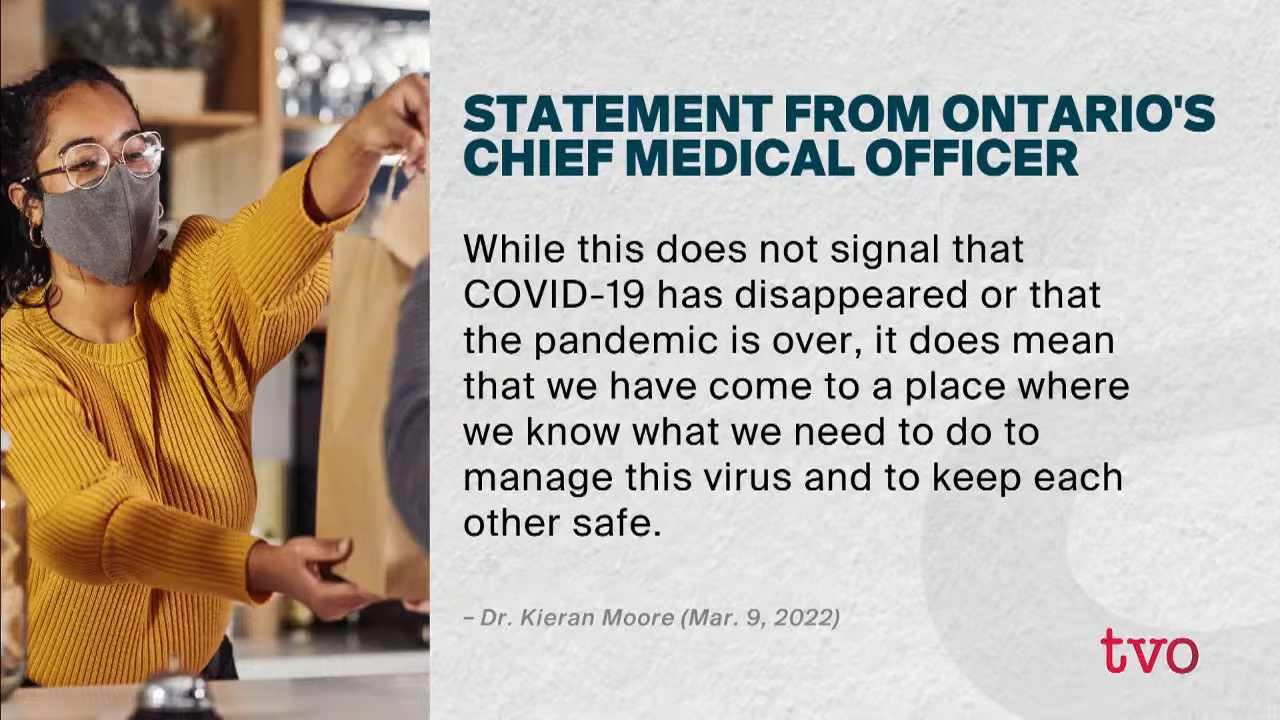 STATEMENT FROM ONTARIO'S
CHIEF MEDICAL OFFICER
While this does not signal that
COVID-19 has disappeared or that
the pandemic is over, it does mean
that we have come to a place where
we know what we need to do to
manage this virus and to keep each
other safe.
– Dr. Kieran Moore (Mar. 9, 2022)
tvo